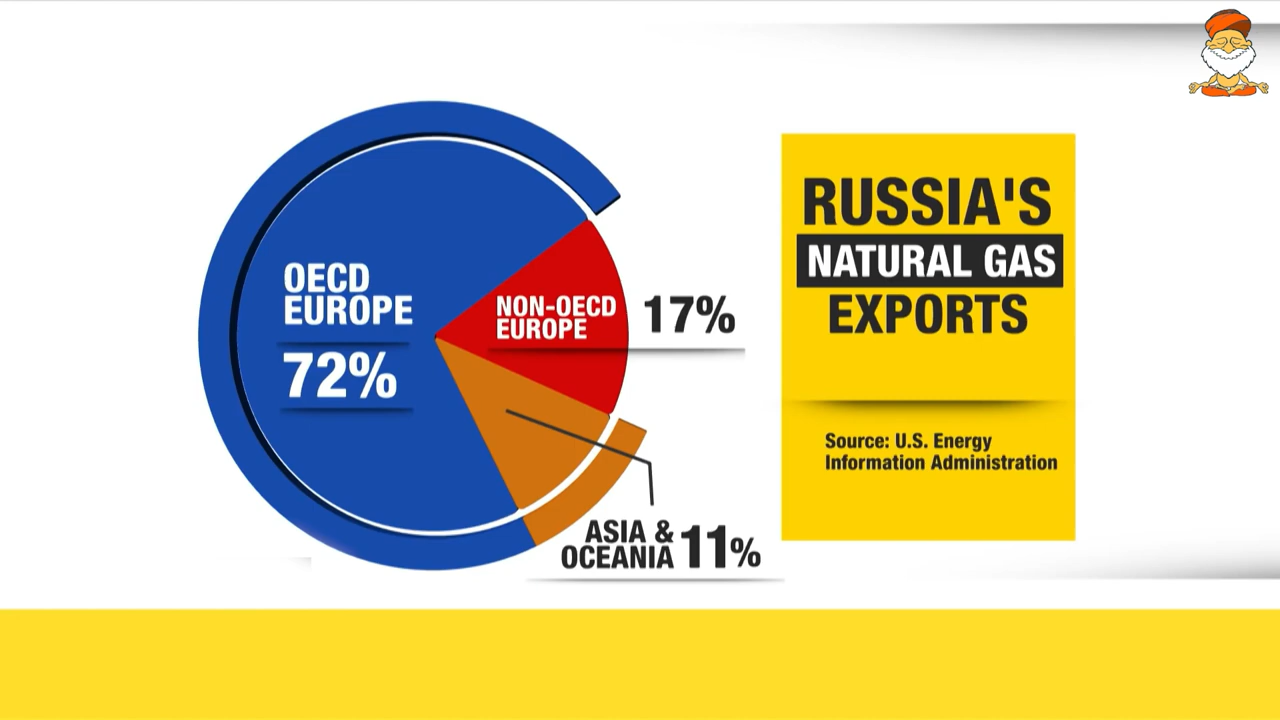 OECD
EUROPE
72%
NON-OECD
EUROPE
17%
ASIA &
OCEANIA
11%
RUSSIA'S
NATURAL GAS
EXPORTS
Source: U.S. Energy
Information Administration